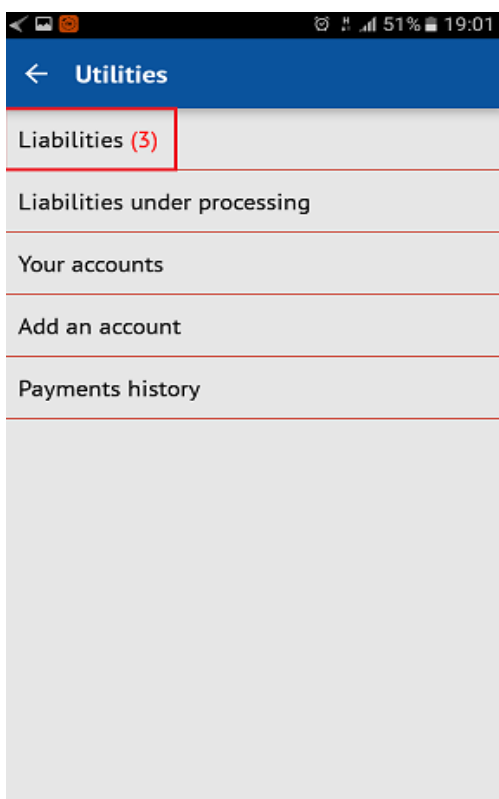 51% 19:01
Utilities
Liabilities (3)
Liabilities under processing
Your accounts
Add an account
Payments history